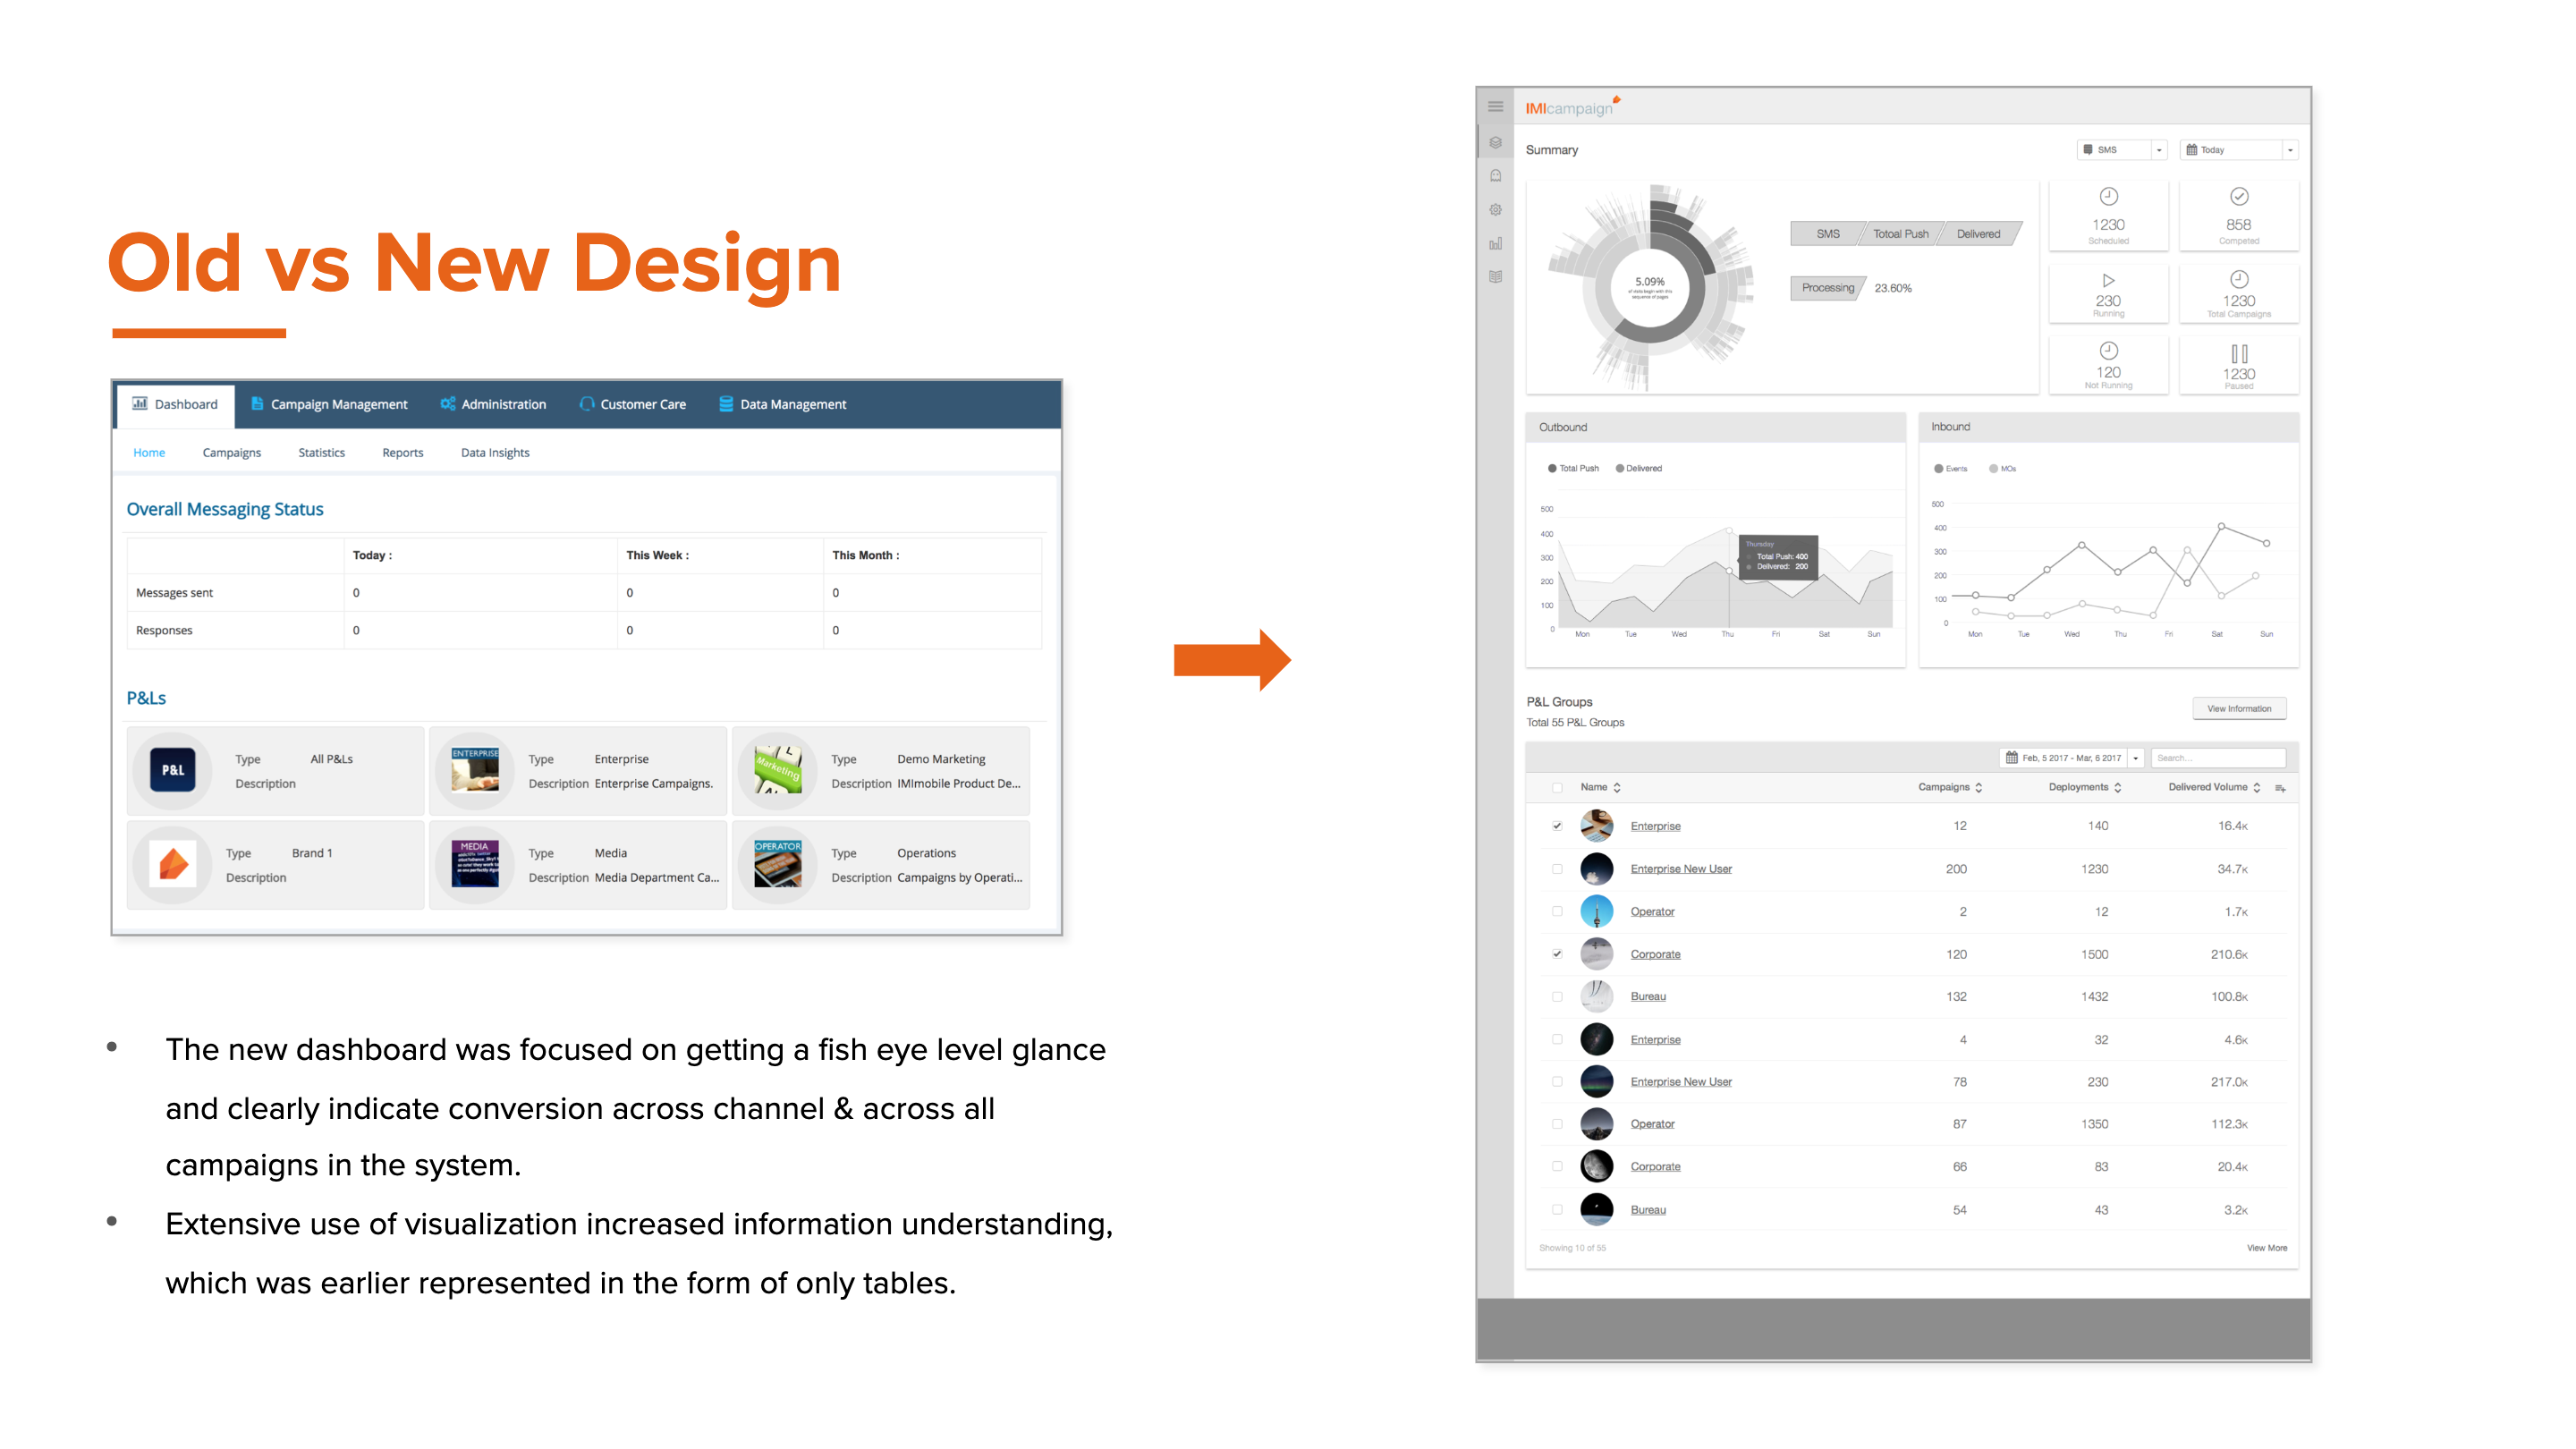 Old vs New Design
Dashboard Campaign Management Administration Customer Care Data Management
Home Campaigns Statistics Reports Data Insights
Overall Messaging Status
Today : This Week : This Month :
Messages sent 0 0 0
Responses 0 0 0
P&Ls
P&L Type All P&Ls
Description
ENTERPRISE Type Enterprise
Description Enterprise Campaigns.
Marketing Type Demo Marketing
Description IMImobile Product De...
Type Brand 1
Description
MEDIA Type Media
Description Media Department Ca...
OPERATOR Type Operations
Description Campaigns by Operati...
• The new dashboard was focused on getting a fish eye level glance
and clearly indicate conversion across channel & across all
campaigns in the system.
• Extensive use of visualization increased information understanding,
which was earlier represented in the form of only tables.
IMIcampaign
Summary SMS Today
5.09%
of visits begin with this
sequence of pages
SMS Totoal Push Delivered
Processing 23.60%
1230
Scheduled
858
Competed
230
Running
1230
Total Campaigns
120
Not Running
1230
Paused
Outbound
Total Push Delivered
500
400
300
200
100
0
Thursday
Total Push: 400
Delivered: 200
Mon Tue Wed Thu Fri Sat Sun
Inbound
Events MOs
500
400
300
200
100
0
Mon Tue Wed Thu Fri Sat Sun
P&L Groups
Total 55 P&L Groups
View Information
Feb, 5 2017 - Mar, 6 2017 Search...
Name Campaigns Deployments Delivered Volume
Enterprise 12 140 16.4K
Enterprise New User 200 1230 34.7K
Operator 2 12 1.7K
Corporate 120 1500 210.6K
Bureau 132 1432 100.8K
Enterprise 4 32 4.6K
Enterprise New User 78 230 217.0K
Operator 87 1350 112.3K
Corporate 66 83 20.4K
Bureau 54 43 3.2K
Showing 10 of 55 View More